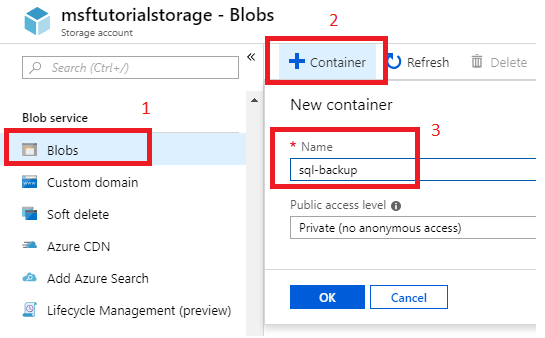 msftutorialstorage - Blobs
Storage account
2
«
Search (Ctrl+/)
Container
Refresh
Delete
1
Blob service
Blobs
Custom domain
Soft delete
Azure CDN
Add Azure Search
Lifecycle Management (preview)
New container
3
* Name
sql-backup
Public access level
Private (no anonymous access)
OK
Cancel